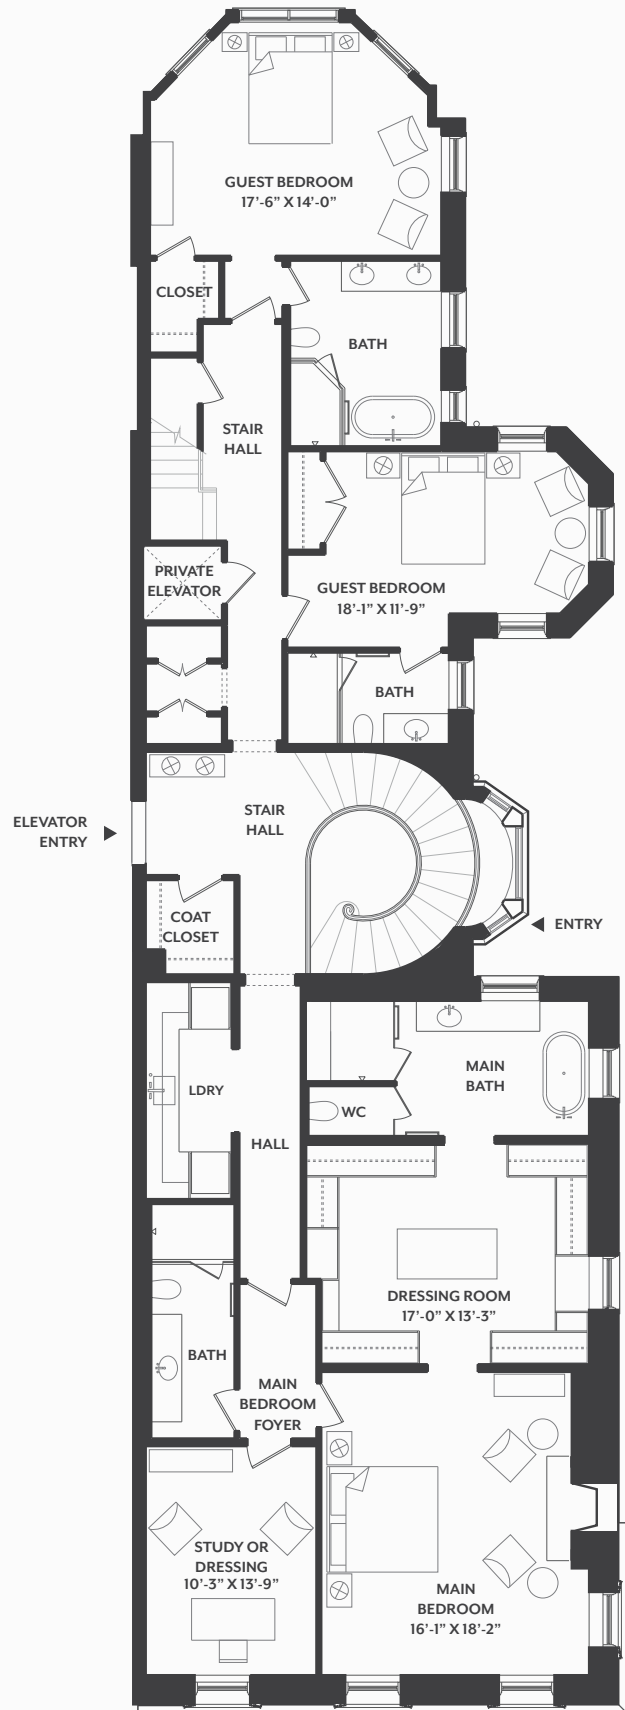 GUEST BEDROOM
17’-6” X 14’-0”
CLOSET
BATH
STAIR
HALL
PRIVATE
ELEVATOR
GUEST BEDROOM
18’-1” X 11’-9”
BATH
STAIR
HALL
ELEVATOR
ENTRY
COAT
CLOSET
ENTRY
MAIN
BATH
LDRY
WC
HALL
DRESSING ROOM
17’-0” X 13’-3”
BATH
MAIN
BEDROOM
FOYER
STUDY OR
DRESSING
10’-3” X 13’-9”
MAIN
BEDROOM
16’-1” X 18’-2”